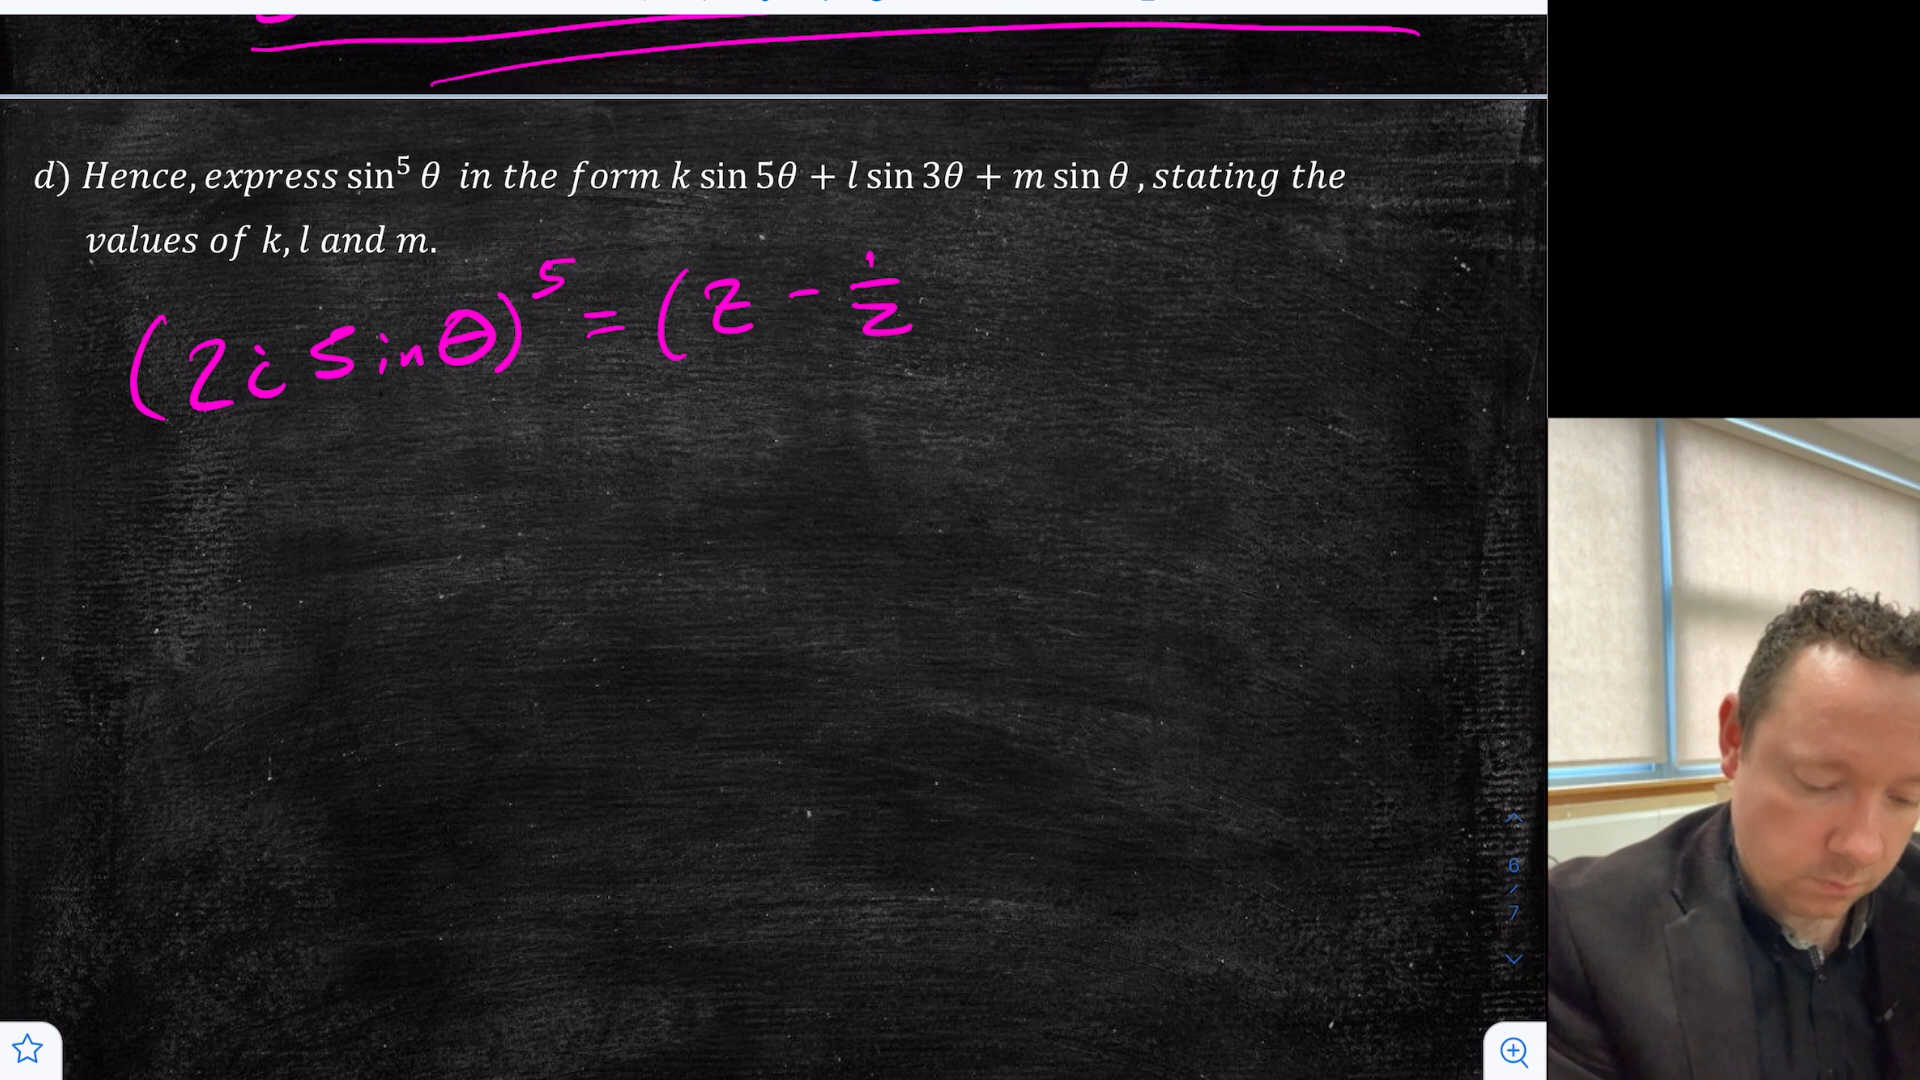 d) Hence, express sin⁵ θ in the form k sin 5θ + l sin 3θ + m sin θ , stating the
values of k, l and m.
(2i sin θ)⁵ = (z - 1/z
6
/
7